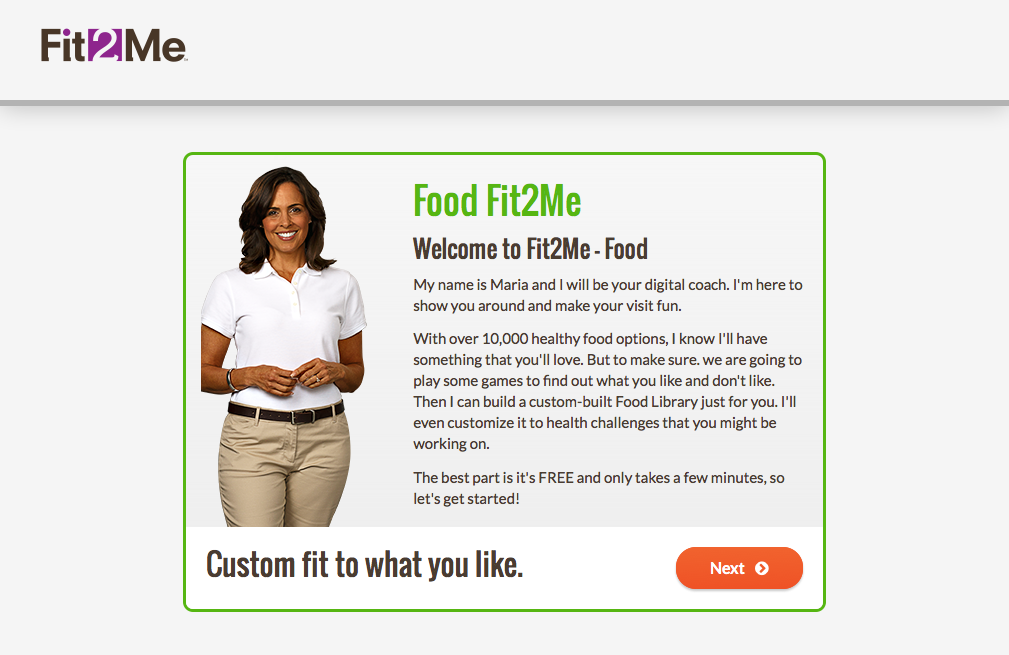 Fit2Me
Food Fit2Me
Welcome to Fit2Me - Food
My name is Maria and I will be your digital coach. I'm here to
show you around and make your visit fun.
With over 10,000 healthy food options, I know I'll have
something that you'll love. But to make sure. we are going to
play some games to find out what you like and don't like.
Then I can build a custom-built Food Library just for you. I'll
even customize it to health challenges that you might be
working on.
The best part is it's FREE and only takes a few minutes, so
let's get started!
Custom fit to what you like.
Next